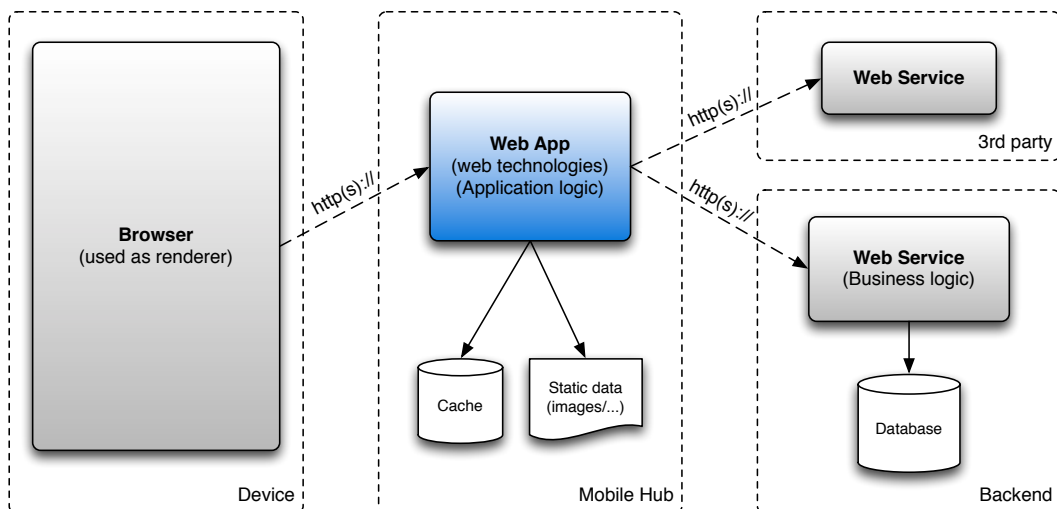 Browser
(used as renderer)
Device
http(s)://
Web App
(web technologies)
(Application logic)
Cache
Static data
(images/...)
Mobile Hub
http(s)://
http(s)://
Web Service
3rd party
Web Service
(Business logic)
Database
Backend